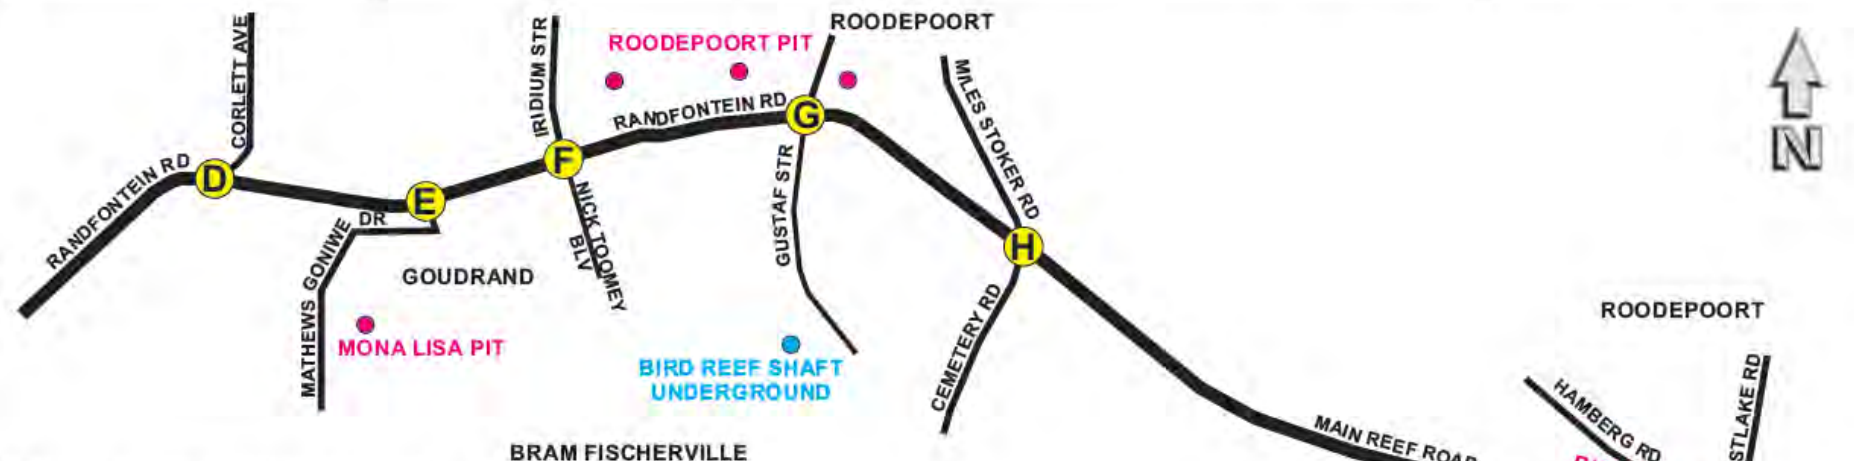 ROODEPOORT
CORLETT AVE
IRIDIUM STR
ROODEPOORT PIT
MILES STOKER RD
N
RANDFONTEIN RD
G
F
RANDFONTEIN RD
D
E
GUSTAF STR
NICK TOOMEY
BLV
MATHEWS GONIWE DR
H
GOUDRAND
ROODEPOORT
MONA LISA PIT
CEMETERY RD
BIRD REEF SHAFT
UNDERGROUND
HAMBERG RD
MAIN REEF ROAD
BRAM FISCHERVILLE